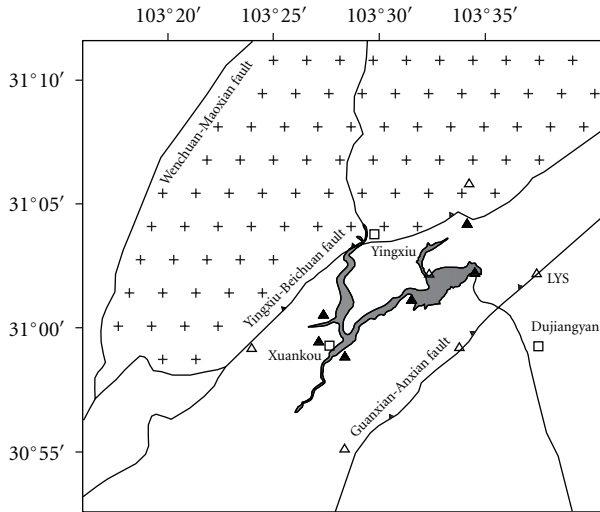 103°20′ 103°25′ 103°30′ 103°35′
31°10′
31°05′
31°00′
30°55′
Wenchuan-Maoxian fault
Yingxiu-Beichuan fault
Yingxiu
LYS
Dujiangyan
Xuankou
Guanxian-Anxian fault